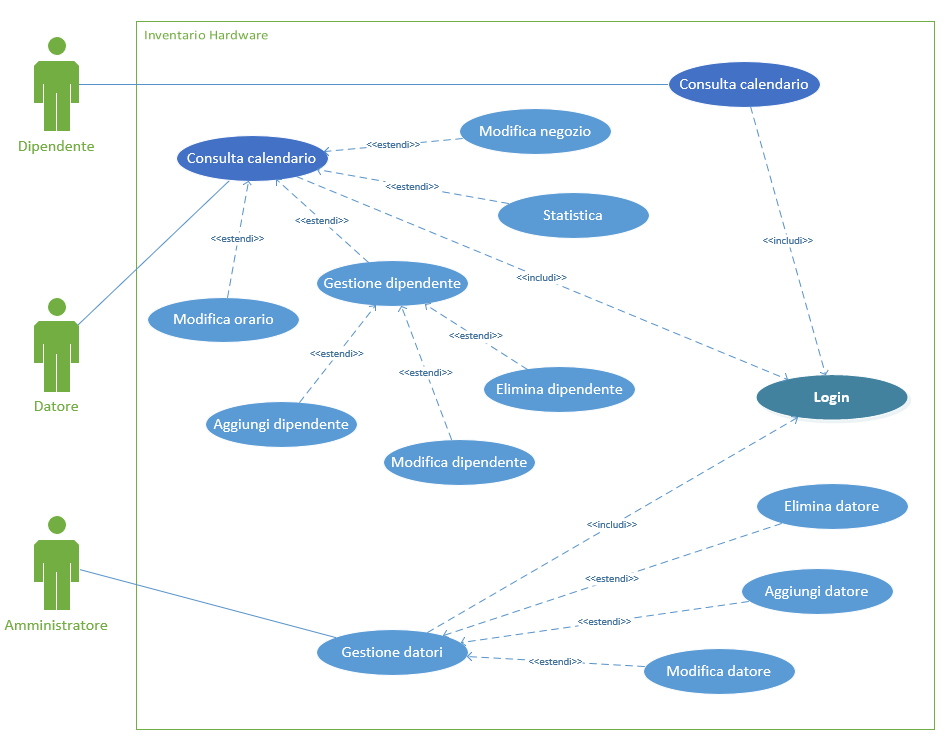 Inventario Hardware
Dipendente
Consulta calendario
Modifica negozio
<<estendi>>
Consulta calendario
<<estendi>>
Statistica
<<estendi>>
<<estendi>>
<<includi>>
<<includi>>
Gestione dipendente
Modifica orario
<<estendi>>
<<estendi>>
<<estendi>>
Elimina dipendente
Datore
Login
Aggiungi dipendente
Modifica dipendente
Elimina datore
<<includi>>
<<estendi>>
Aggiungi datore
<<estendi>>
Amministratore
Gestione datori
<<estendi>>
Modifica datore